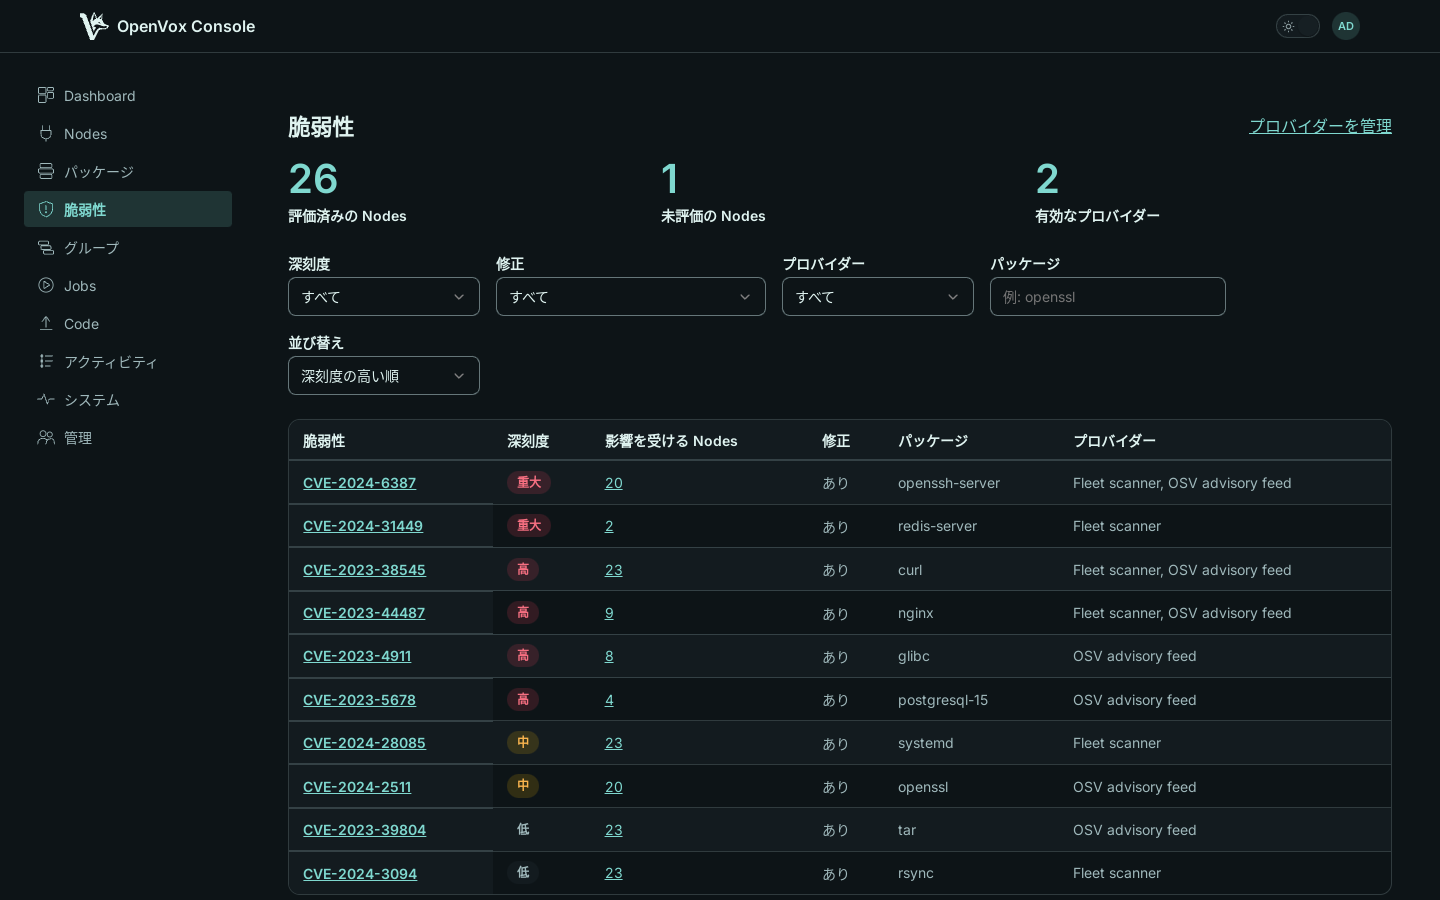 OpenVox Console
AD
Dashboard
Nodes
パッケージ
脆弱性
グループ
Jobs
Code
アクティビティ
システム
管理
脆弱性
プロバイダーを管理
26
評価済みの Nodes
1
未評価の Nodes
2
有効なプロバイダー
深刻度
すべて
修正
すべて
プロバイダー
すべて
パッケージ
例: openssl
並び替え
深刻度の高い順
脆弱性 深刻度 影響を受ける Nodes 修正 パッケージ プロバイダー
CVE-2024-6387 重大 20 あり openssh-server Fleet scanner, OSV advisory feed
CVE-2024-31449 重大 2 あり redis-server Fleet scanner
CVE-2023-38545 高 23 あり curl Fleet scanner, OSV advisory feed
CVE-2023-44487 高 9 あり nginx Fleet scanner, OSV advisory feed
CVE-2023-4911 高 8 あり glibc OSV advisory feed
CVE-2023-5678 高 4 あり postgresql-15 OSV advisory feed
CVE-2024-28085 中 23 あり systemd Fleet scanner
CVE-2024-2511 中 20 あり openssl OSV advisory feed
CVE-2023-39804 低 23 あり tar OSV advisory feed
CVE-2024-3094 低 23 あり rsync Fleet scanner